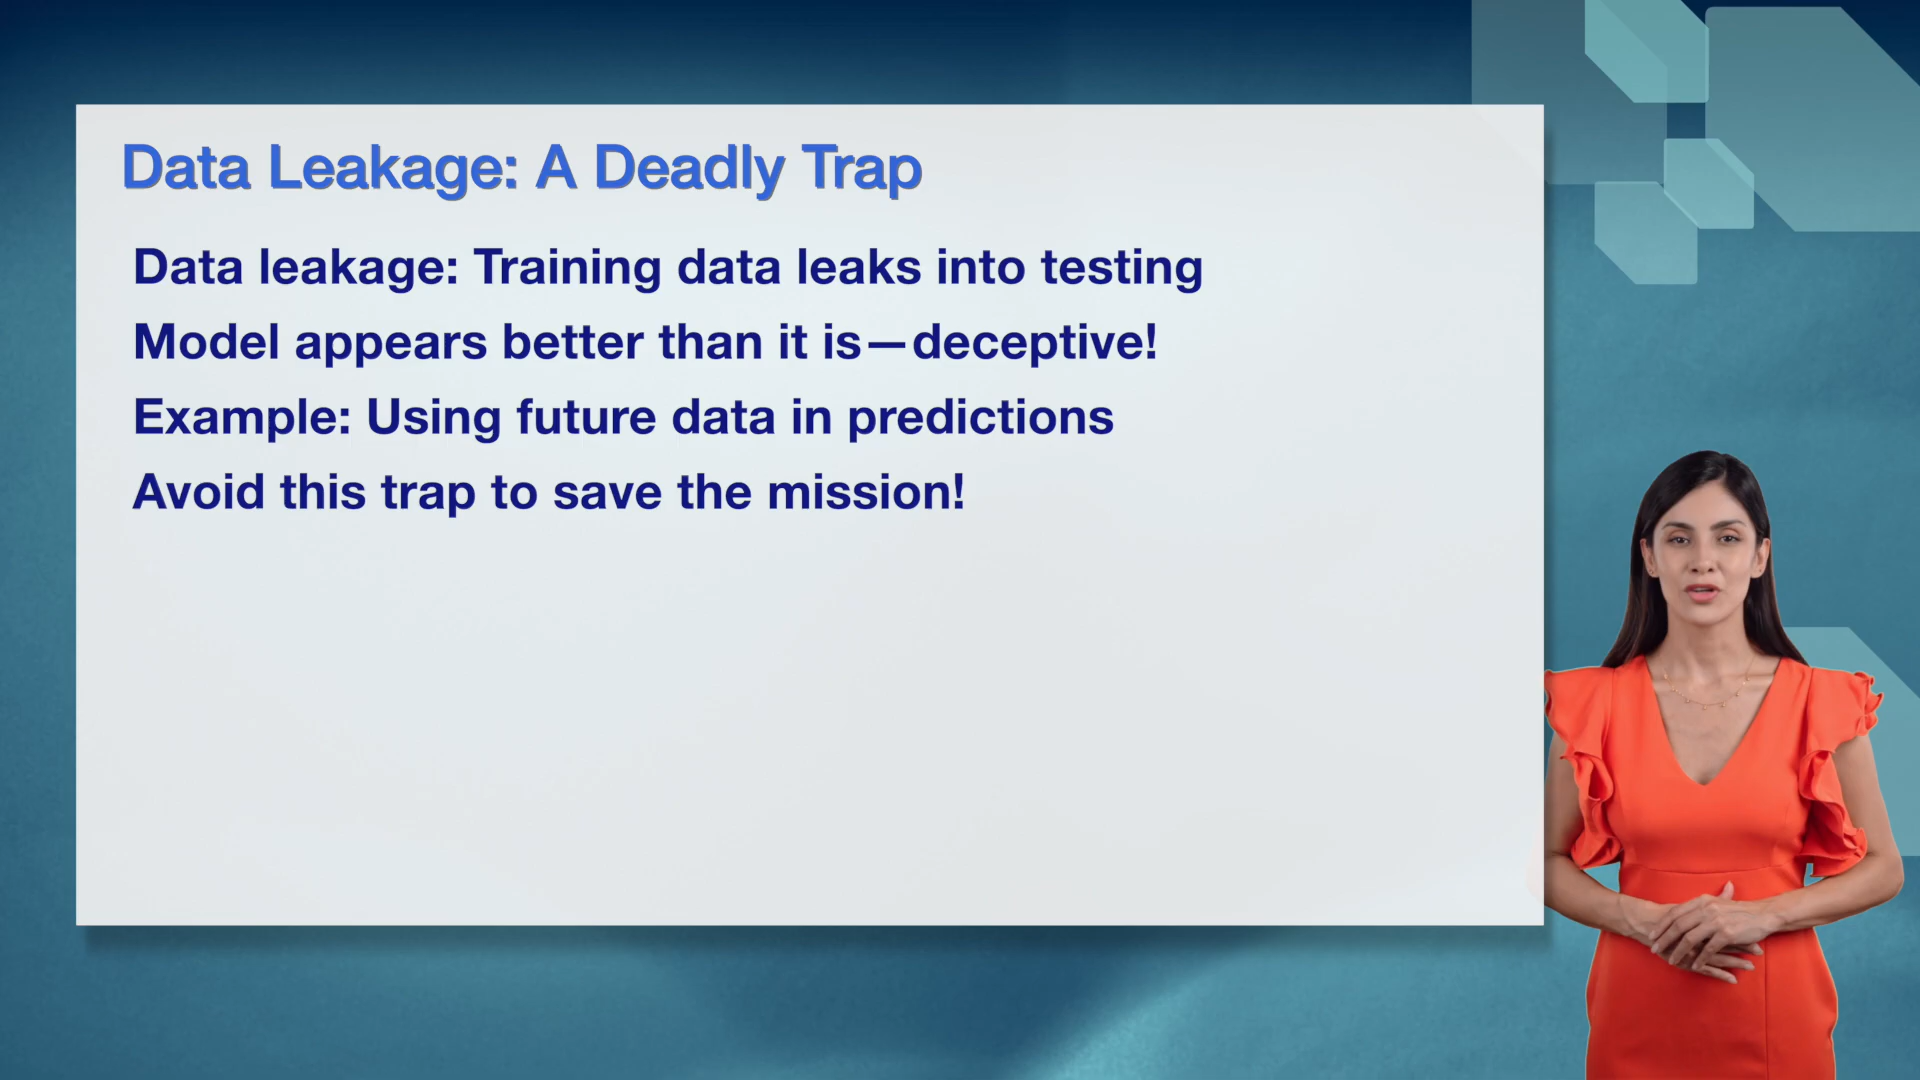 Data Leakage: A Deadly Trap
Data leakage: Training data leaks into testing
Model appears better than it is—deceptive!
Example: Using future data in predictions
Avoid this trap to save the mission!